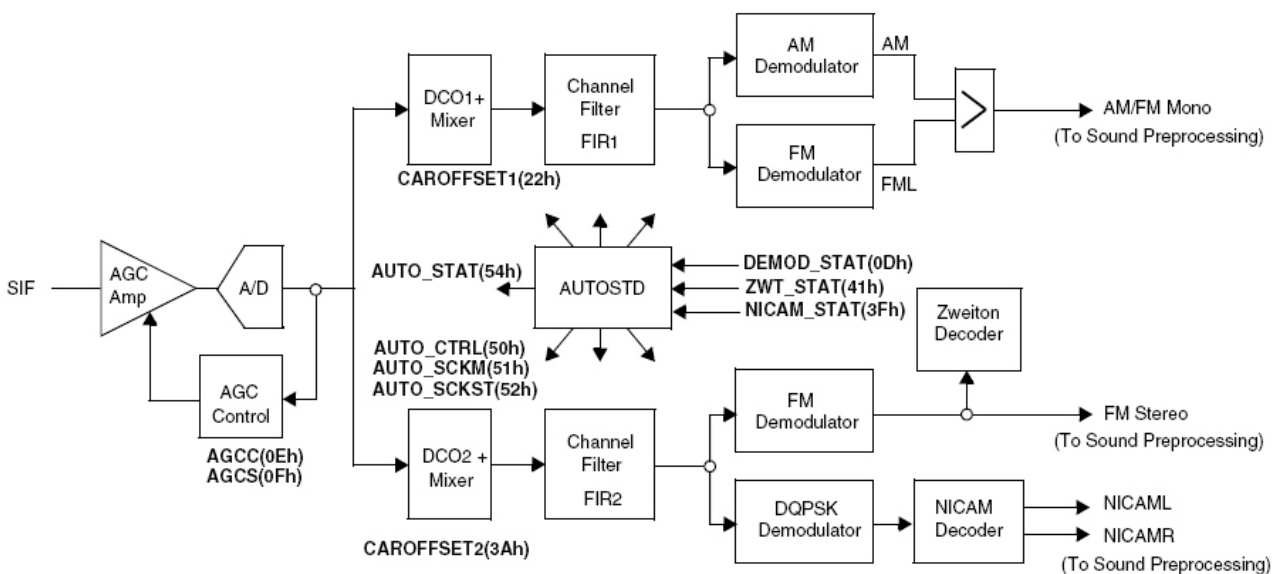 AM
Demodulator
AM
DCO1+
Mixer
Channel
Filter
FIR1
AM/FM Mono
(To Sound Preprocessing)
FM
Demodulator
FML
CAROFFSET1(22h)
SIF
AGC
Amp
A/D
AUTO_STAT(54h)
AUTOSTD
DEMOD_STAT(0Dh)
ZWT_STAT(41h)
NICAM_STAT(3Fh)
Zweiton
Decoder
AUTO_CTRL(50h)
AUTO_SCKM(51h)
AUTO_SCKST(52h)
AGC
Control
AGCC(0Eh)
AGCS(0Fh)
DCO2 +
Mixer
Channel
Filter
FIR2
FM
Demodulator
FM Stereo
(To Sound Preprocessing)
DQPSK
Demodulator
NICAM
Decoder
NICAML
NICAMR
(To Sound Preprocessing)
CAROFFSET2(3Ah)